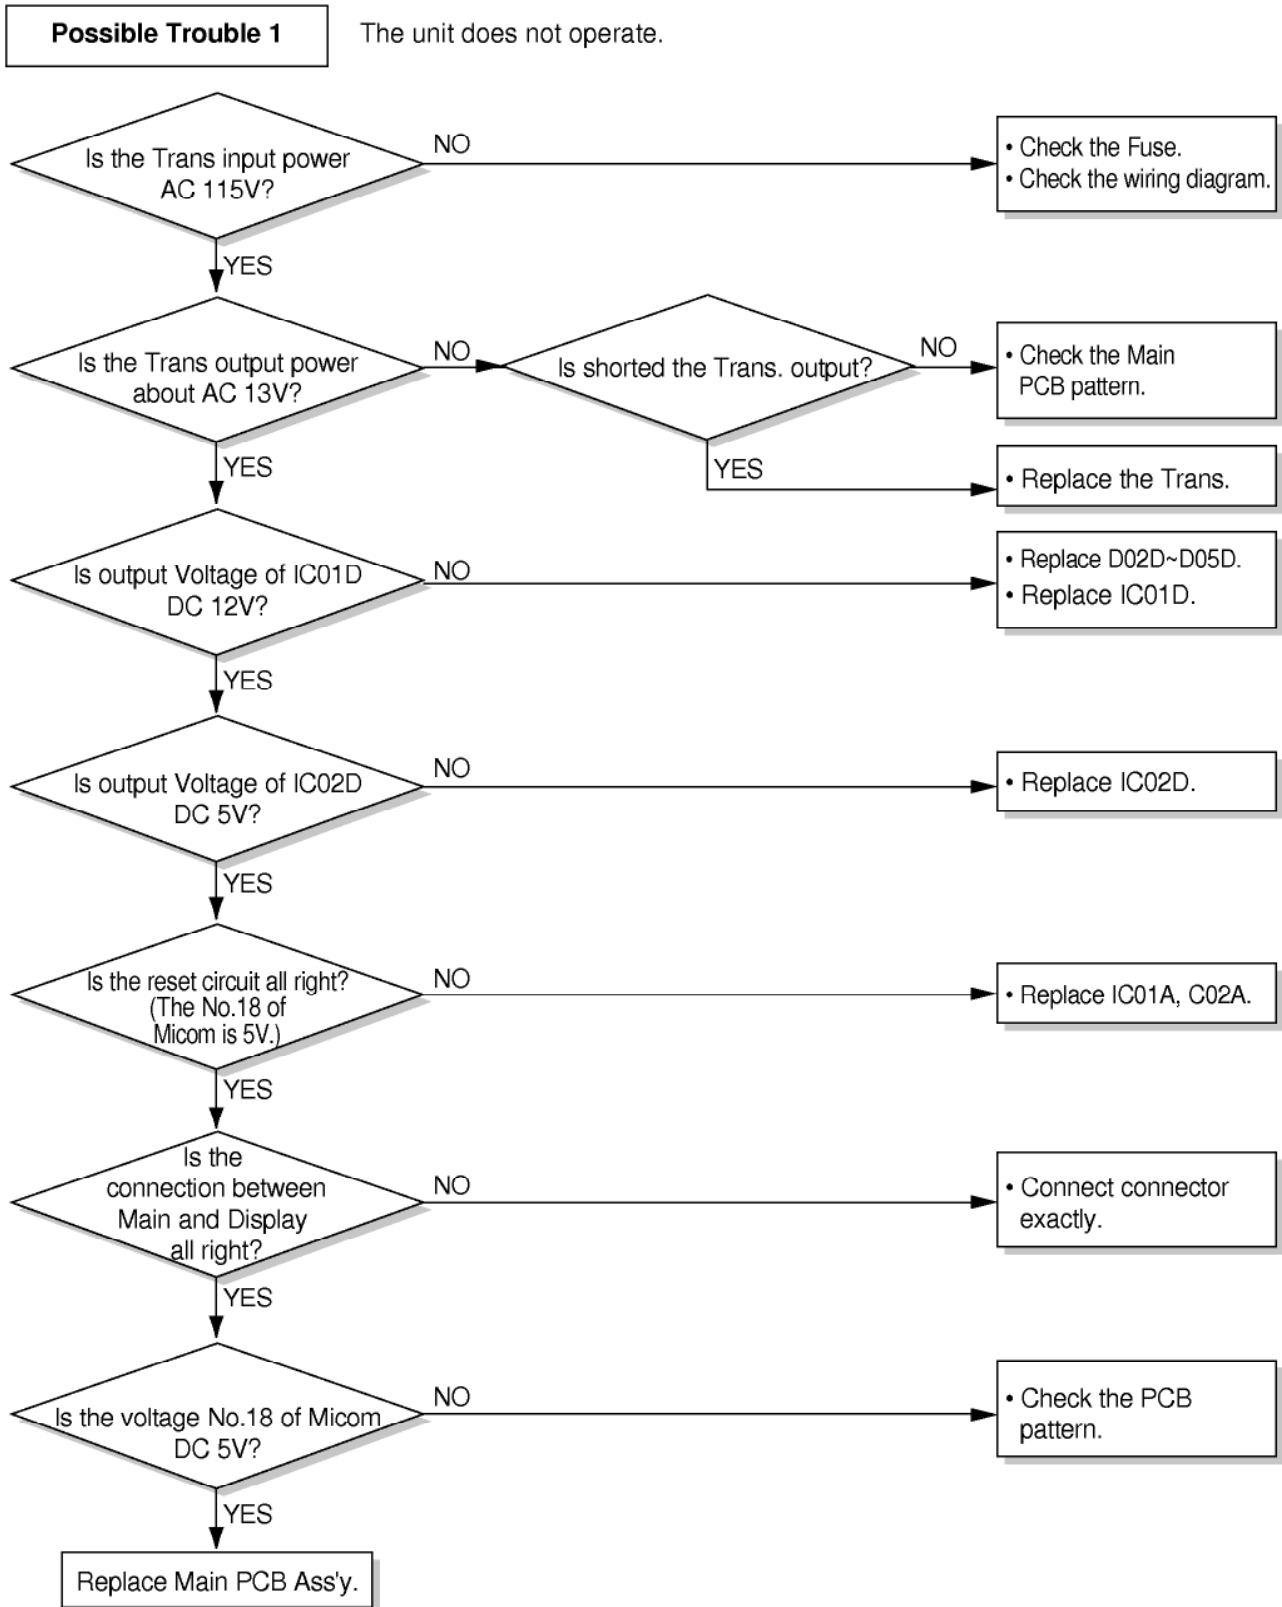 Possible Trouble 1
The unit does not operate.
Is the Trans input power
AC 115V?
NO
• Check the Fuse.
• Check the wiring diagram.
YES
Is the Trans output power
about AC 13V?
NO
Is shorted the Trans. output?
NO
• Check the Main
PCB pattern.
YES
YES
• Replace the Trans.
Is output Voltage of IC01D
DC 12V?
NO
• Replace D02D~D05D.
• Replace IC01D.
YES
Is output Voltage of IC02D
DC 5V?
NO
• Replace IC02D.
YES
Is the reset circuit all right?
(The No.18 of
Micom is 5V.)
NO
• Replace IC01A, C02A.
YES
Is the
connection between
Main and Display
all right?
NO
• Connect connector
exactly.
YES
Is the voltage No.18 of Micom
DC 5V?
NO
• Check the PCB
pattern.
YES
Replace Main PCB Ass'y.